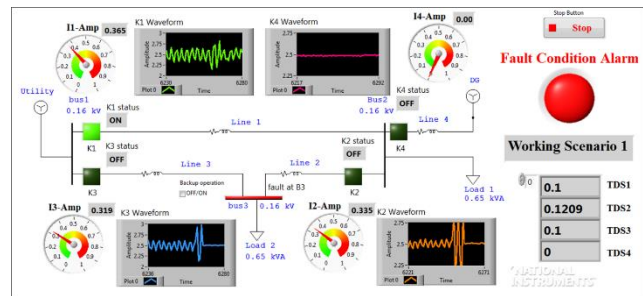 I1-Amp 0.365
K1 Waveform
K4 Waveform
I4-Amp 0.00
Stop Button
Stop
Fault Condition Alarm
Amplitude
Time
Plot 0
Utility
bus1
0.16 kV
K1 status
ON
K1
Line 1
Bus2
0.16 kV
K4 status
OFF
K4
Line 4
DG
Working Scenario 1
K3 status
OFF
K3
Line 3
Backup operation
OFF/ON
Line 2
K2 status
OFF
K2
fault at B3
bus3 0.16 kV
Load 1
0.65 kVA
Load 2
0.65 kVA
I3-Amp 0.319
K3 Waveform
I2-Amp 0.335
K2 Waveform
0
0.1 TDS1
0.1209 TDS2
0.1 TDS3
0 TDS4
NATIONAL
INSTRUMENTS